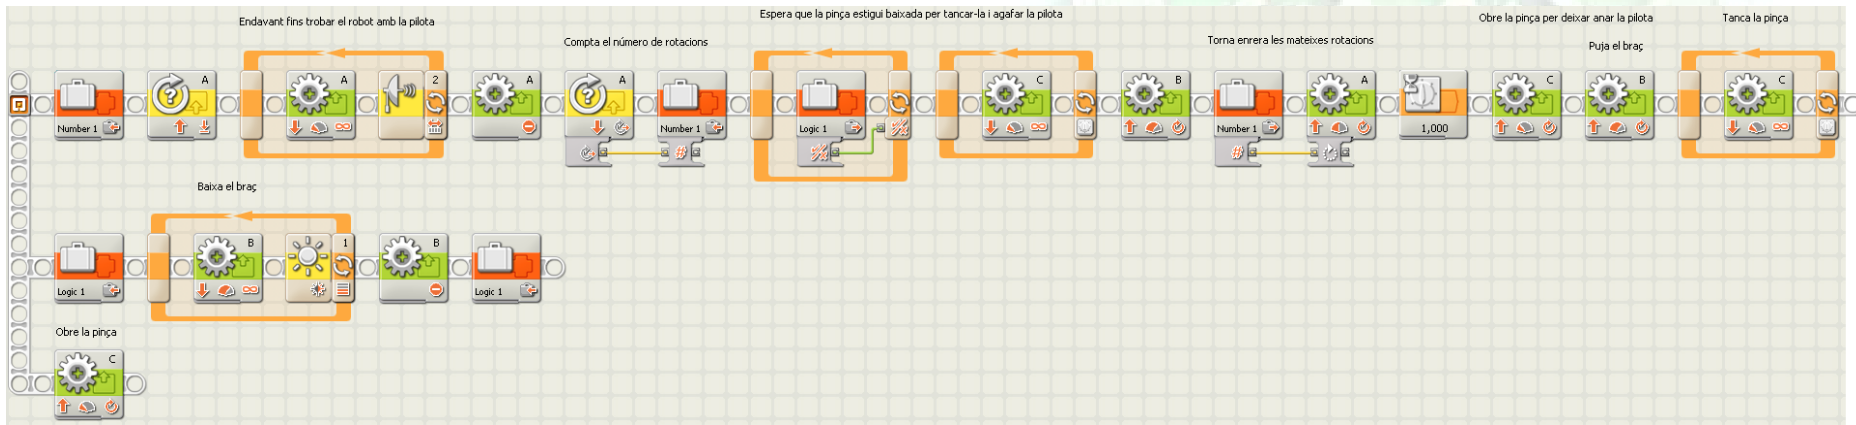 Espera que la pinça estigui baixada per tancar-la i agafar la pilota
Endavant fins trobar el robot amb la pilota
Obre la pinça per deixar anar la pilota
Tanca la pinça
Compta el número de rotacions
Torna enrera les mateixes rotacions
Puja el braç
A
A
2
A
A
C
B
A
C
B
C
Number 1
Number 1
Logic 1
Number 1
1,000
Baixa el braç
B
1
B
Logic 1
Logic 1
Obre la pinça
C